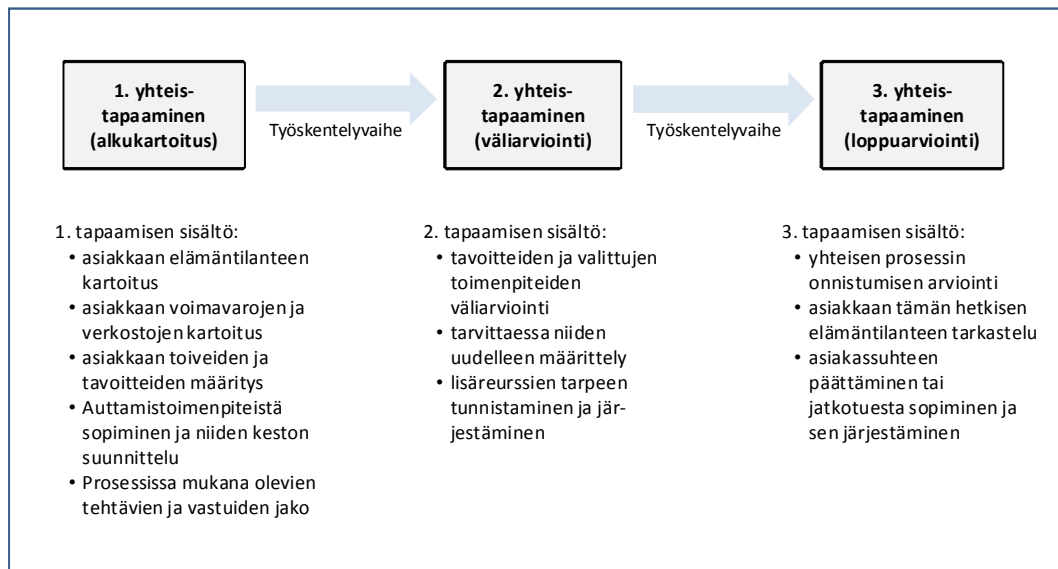 1. yhteis-
tapaaminen
(alkukartoitus)
Työskentelyvaihe
2. yhteis-
tapaaminen
(väliarviointi)
Työskentelyvaihe
3. yhteis-
tapaaminen
(loppuarviointi)
1. tapaamisen sisältö:
• asiakkaan elämäntilanteen
kartoitus
• asiakkaan voimavarojen ja
verkostojen kartoitus
• asiakkaan toiveiden ja
tavoitteiden määritys
• Auttamistoimenpiteistä
sopiminen ja niiden keston
suunnittelu
• Prosessissa mukana olevien
tehtävien ja vastuiden jako
2. tapaamisen sisältö:
• tavoitteiden ja valittujen
toimenpiteiden
väliarviointi
• tarvittaessa niiden
uudelleen määrittely
• lisäreurssien tarpeen
tunnistaminen ja jär-
jestäminen
3. tapaamisen sisältö:
• yhteisen prosessin
onnistumisen arviointi
• asiakkaan tämän hetkisen
elämäntilanteen tarkastelu
• asiakassuhteen
päättäminen tai
jatkotuesta sopiminen ja
sen järjestäminen